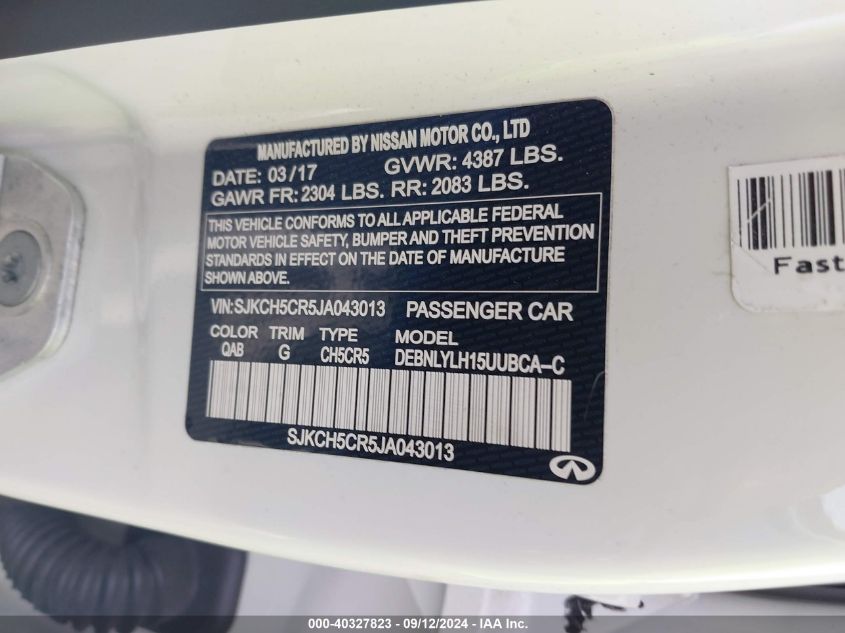 MANUFACTURED BY NISSAN MOTOR CO., LTD
DATE: 03/17 GVWR: 4387 LBS.
GAWR FR: 2304 LBS. RR: 2083 LBS.
THIS VEHICLE CONFORMS TO ALL APPLICABLE FEDERAL
MOTOR VEHICLE SAFETY, BUMPER AND THEFT PREVENTION
STANDARDS IN EFFECT ON THE DATE OF MANUFACTURE
SHOWN ABOVE.
VIN:SJKCH5CR5JA043013 PASSENGER CAR
COLOR TRIM TYPE MODEL
QAB G CH5CR5 DEBNLYLH15UUBCA-C
SJKCH5CR5JA043013
Fast
000-40327823 - 09/12/2024 - IAA Inc.